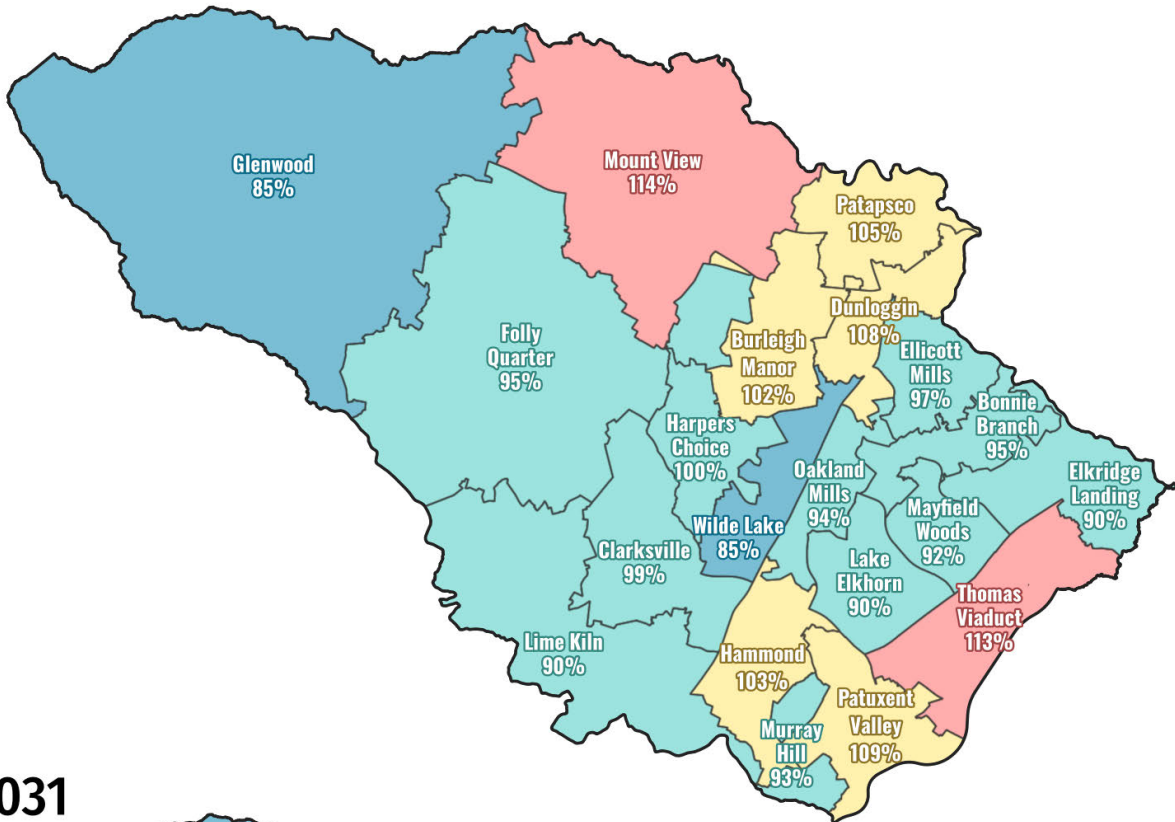 Glenwood
85%
Mount View
114%
Patapsco
105%
Folly
Quarter
95%
Burleigh
Manor
102%
Dunloggin
108%
Ellicott
Mills
97%
Bonnie
Branch
95%
Harpers
Choice
100%
Oakland
Mills
94%
Elkridge
Landing
90%
Mayfield
Woods
92%
Wilde Lake
85%
Clarksville
99%
Lake
Elkhorn
90%
Thomas
Viaduct
113%
Lime Kiln
90%
Hammond
103%
Patuxent
Valley
109%
Murray
Hill
93%
031